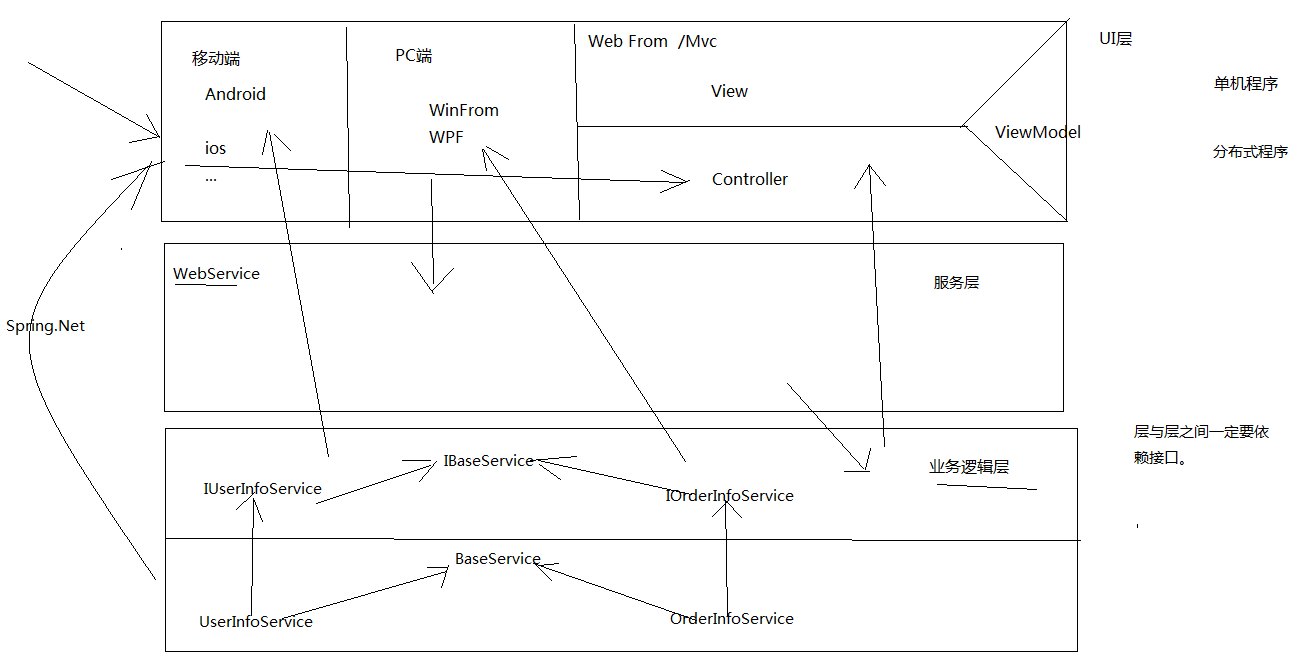 移动端
Android
ios
...
PC端
WinFrom
WPF
Web From /Mvc
View
ViewModel
Controller
UI层
单机程序
分布式程序
WebService
服务层
Spring.Net
层与层之间一定要依
赖接口。
IBaseService
业务逻辑层
IUserInfoService
IOrderInfoService
BaseService
UserInfoService
OrderInfoService